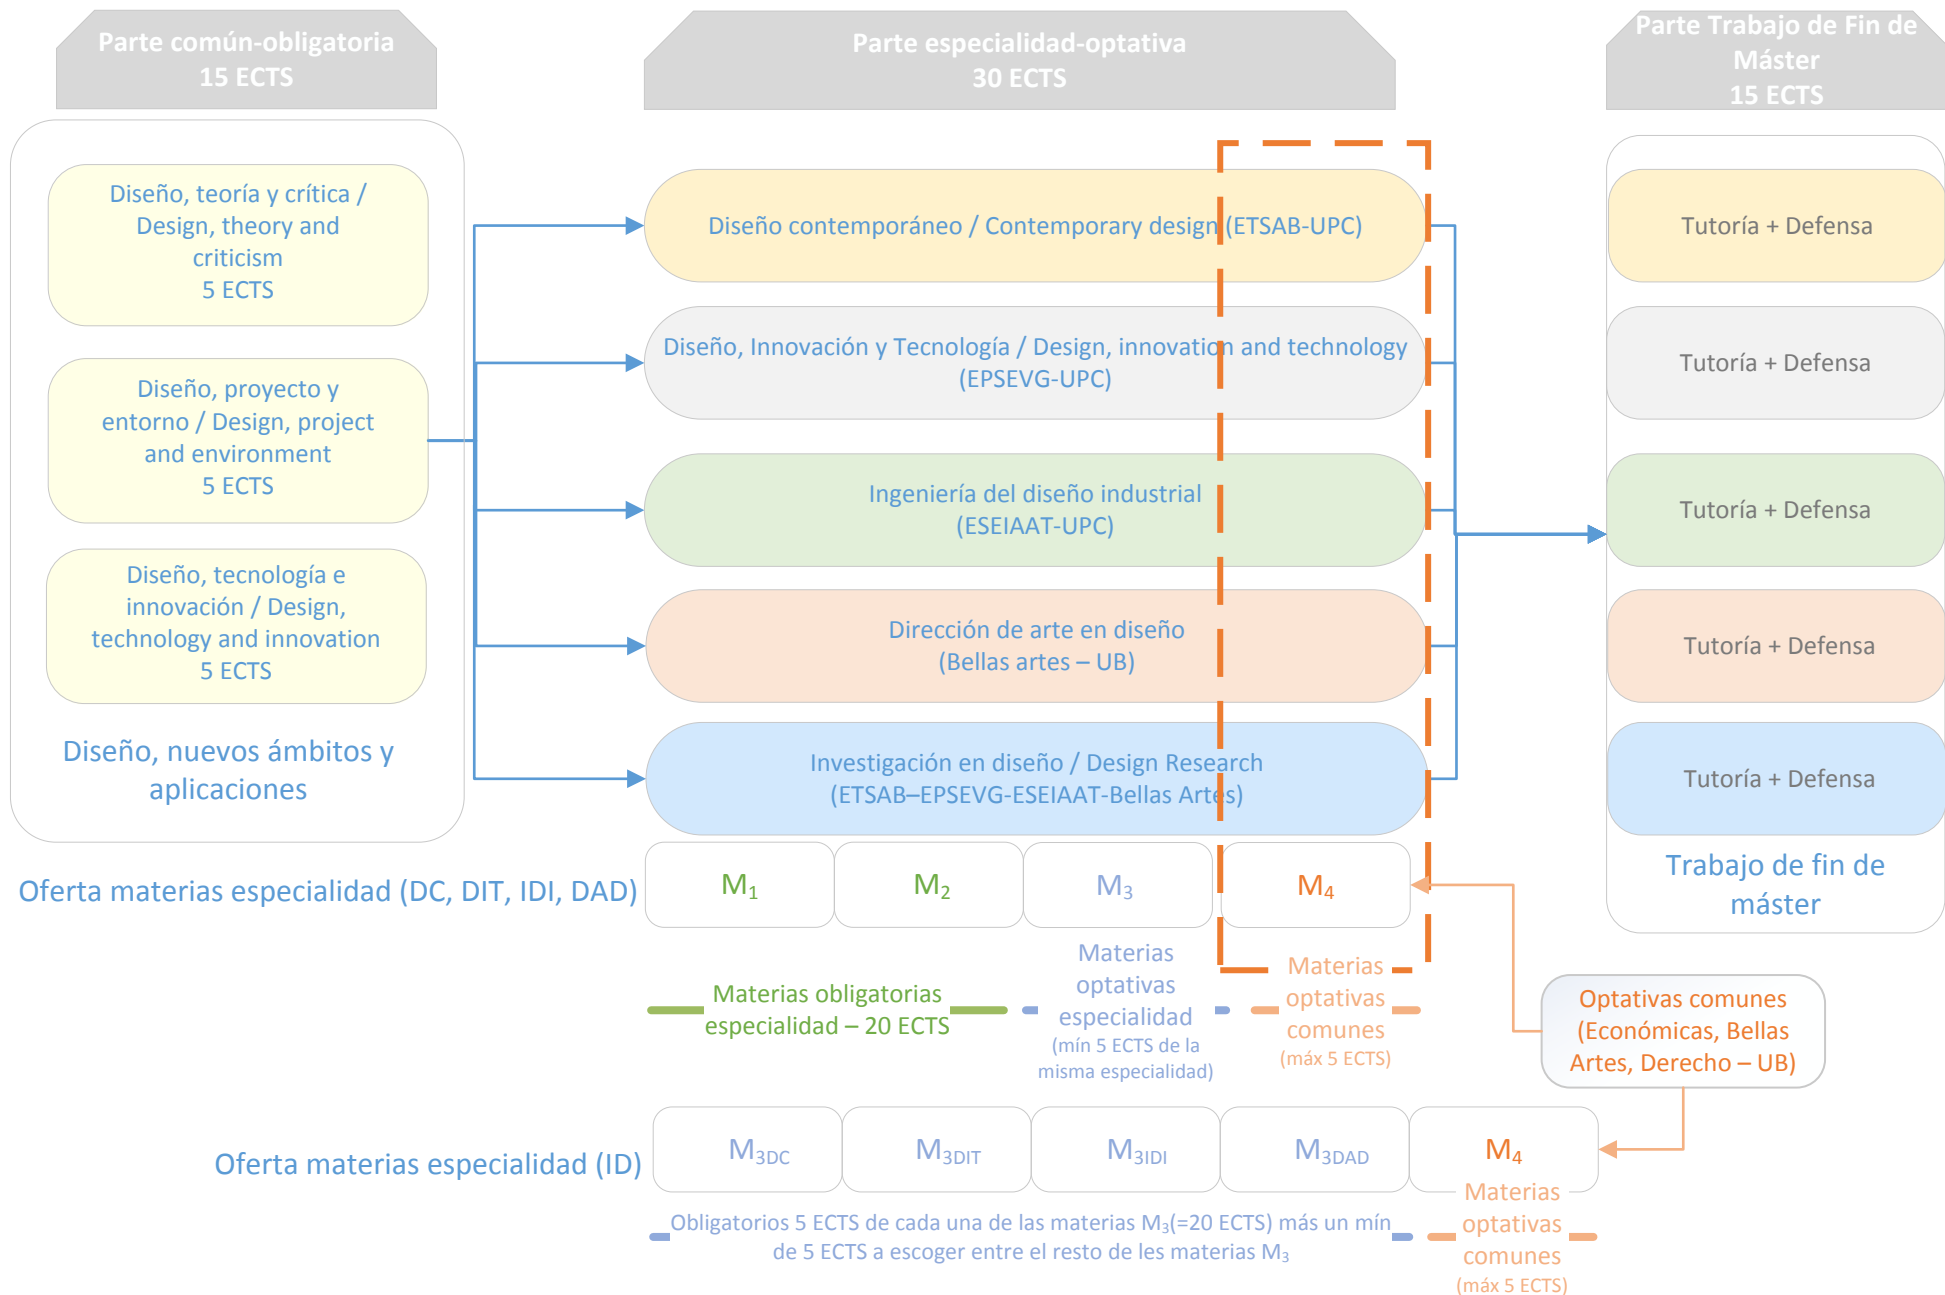 Parte común-obligatoria
15 ECTS
Parte especialidad-optativa
30 ECTS
Parte Trabajo de Fin de
Máster
15 ECTS
Diseño, teoría y crítica /
Design, theory and
criticism
5 ECTS
Diseño, proyecto y
entorno / Design, project
and environment
5 ECTS
Diseño, tecnología e
innovación / Design,
technology and innovation
5 ECTS
Diseño, nuevos ámbitos y
aplicaciones
Diseño contemporáneo / Contemporary design (ETSAB-UPC)
Diseño, Innovación y Tecnología / Design, innovation and technology
(EPSEVG-UPC)
Ingeniería del diseño industrial
(ESEIAAT-UPC)
Dirección de arte en diseño
(Bellas artes – UB)
Investigación en diseño / Design Research
(ETSAB–EPSEVG-ESEIAAT-Bellas Artes)
Tutoría + Defensa
Tutoría + Defensa
Tutoría + Defensa
Tutoría + Defensa
Tutoría + Defensa
Trabajo de fin de
máster
Oferta materias especialidad (DC, DIT, IDI, DAD)
M1
M2
M3
M4
Materias obligatorias
especialidad – 20 ECTS
Materias
optativas
especialidad
(mín 5 ECTS de la
misma especialidad)
Materias
optativas
comunes
(máx 5 ECTS)
Optativas comunes
(Económicas, Bellas
Artes, Derecho – UB)
Oferta materias especialidad (ID)
M3DC
M3DIT
M3IDI
M3DAD
M4
Obligatorios 5 ECTS de cada una de las materias M3(=20 ECTS) más un mín
de 5 ECTS a escoger entre el resto de les materias M3
Materias
optativas
comunes
(máx 5 ECTS)